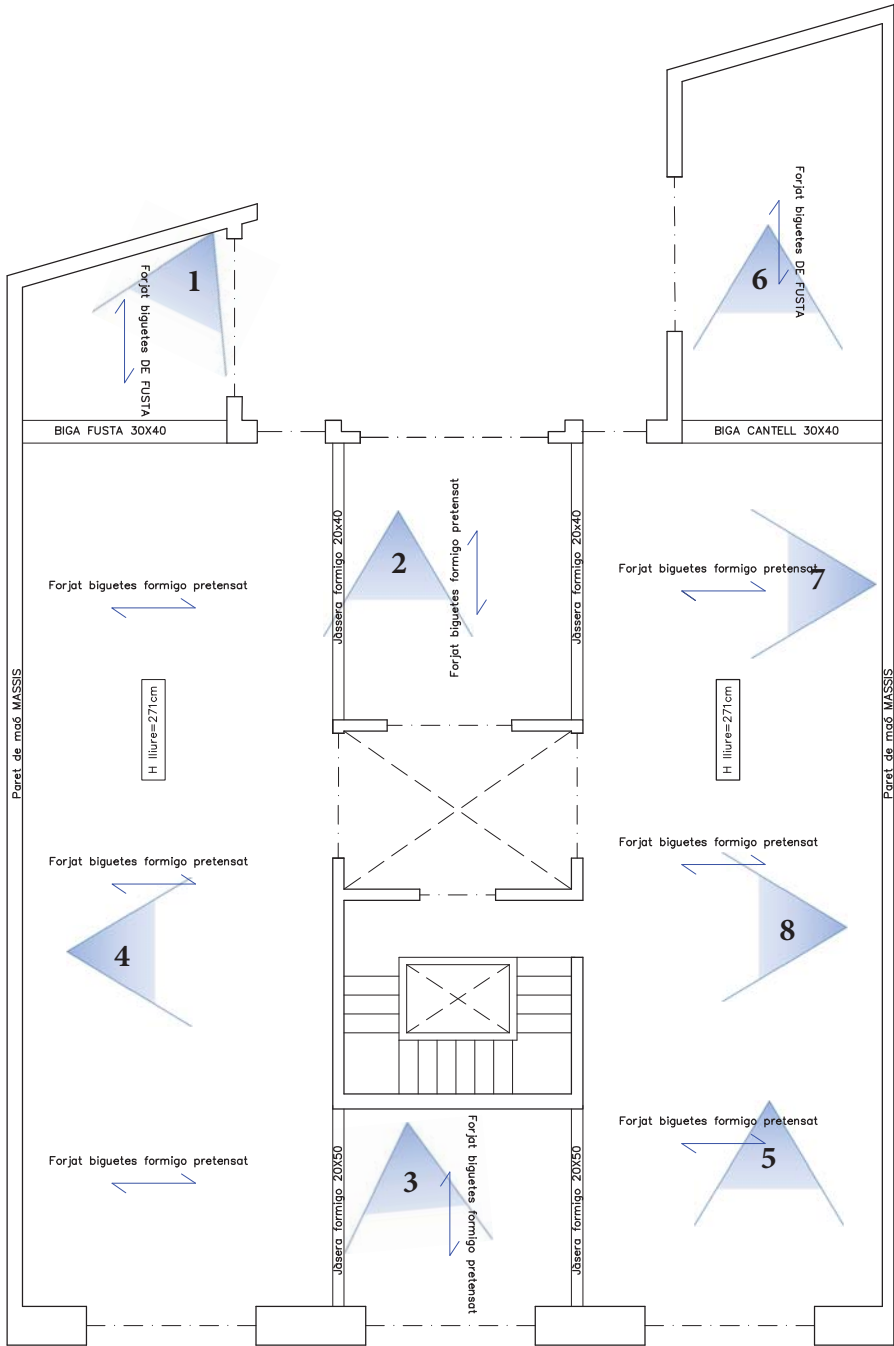 Forjat biguetes DE FUSTA
6
1
Forjat biguetes DE FUSTA
BIGA FUSTA 30X40
BIGA CANTELL 30X40
Jàssera formigo 20x40
2
Forjat biguetes formigo pretensat
Jàssera formigo 20x40
Forjat biguetes formigo pretensat
7
Forjat biguetes formigo pretensat
Paret de maó MASSIS
H lliure=271cm
H lliure=271cm
Paret de maó MASSIS
Forjat biguetes formigo pretensat
Forjat biguetes formigo pretensat
4
8
Forjat biguetes formigo pretensat
5
Forjat biguetes formigo pretensat
Jàsera formigo 20X50
3
Forjat biguetes formigo pretensat
Jàsera formigo 20X50